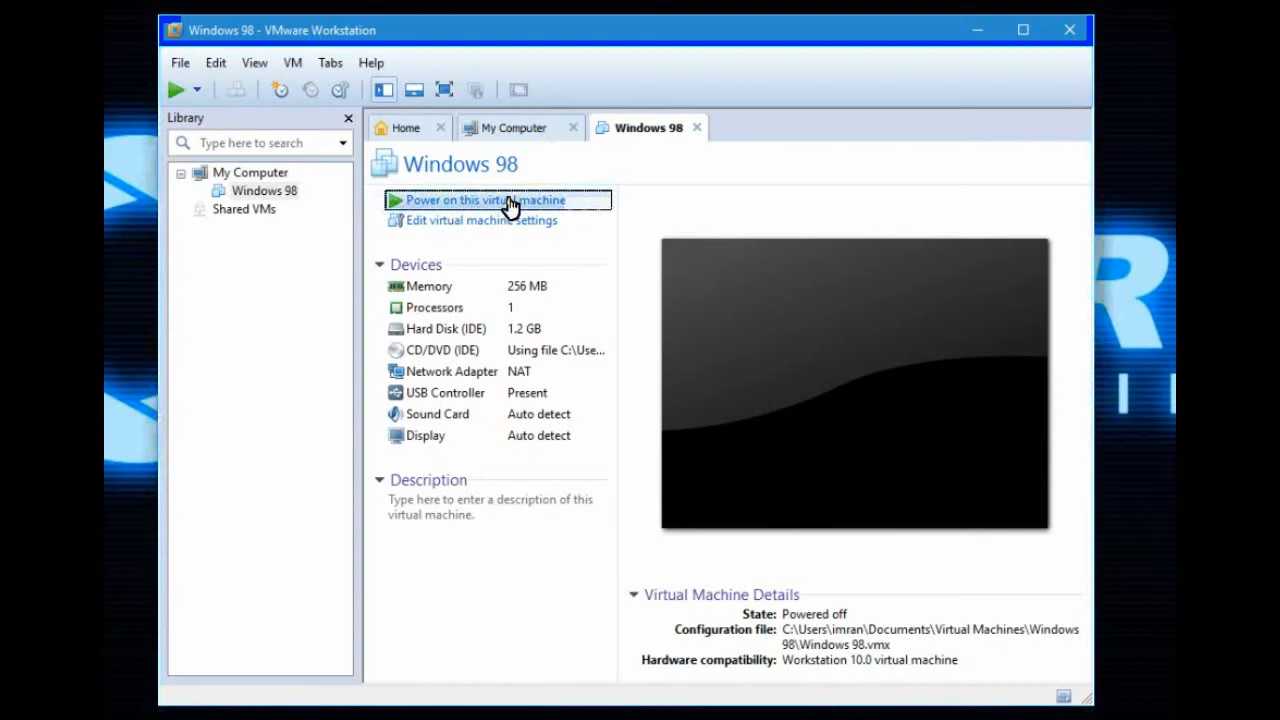 Windows 98 - VMware Workstation
File Edit View VM Tabs Help
Library
Type here to search
My Computer
Windows 98
Shared VMs
Home My Computer Windows 98
Windows 98
Power on this virtual machine
Edit virtual machine settings
Devices
Memory 256 MB
Processors 1
Hard Disk (IDE) 1.2 GB
CD/DVD (IDE) Using file C:\Use...
Network Adapter NAT
USB Controller Present
Sound Card Auto detect
Display Auto detect
Description
Type here to enter a description of this
virtual machine.
Virtual Machine Details
State: Powered off
Configuration file: C:\Users\imran\Documents\Virtual Machines\Windows
98\Windows 98.vmx
Hardware compatibility: Workstation 10.0 virtual machine